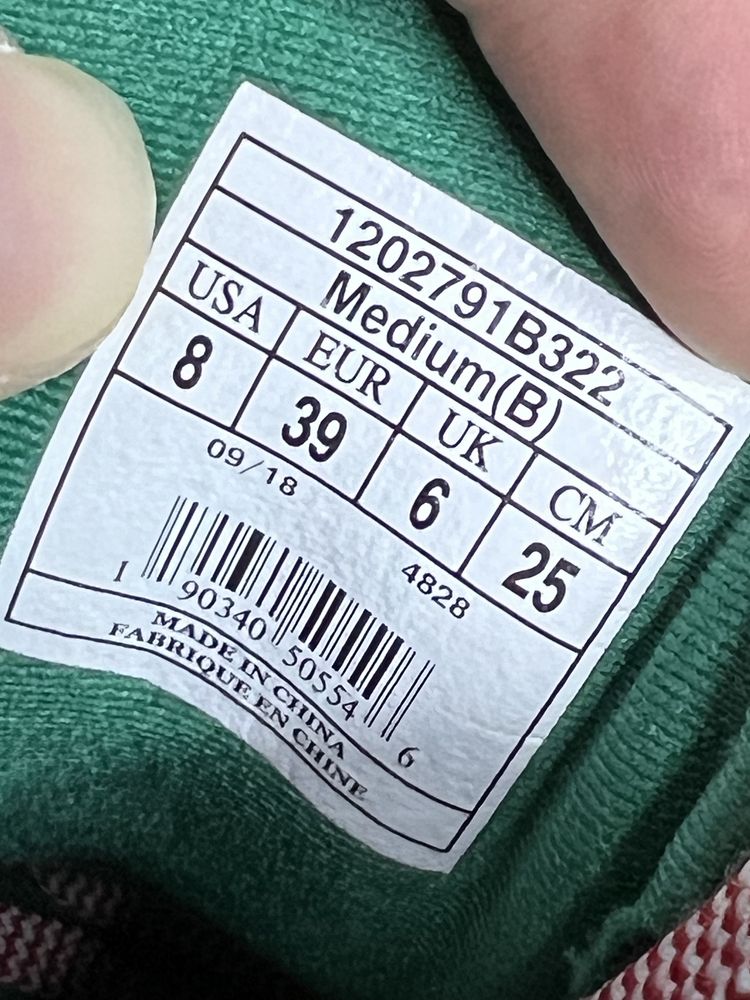 1202791B322
Medium(B)
USA EUR UK CM
8 39 6 25
09/18 4828
1 90340 50554 6
MADE IN CHINA
FABRIQUE EN CHINE